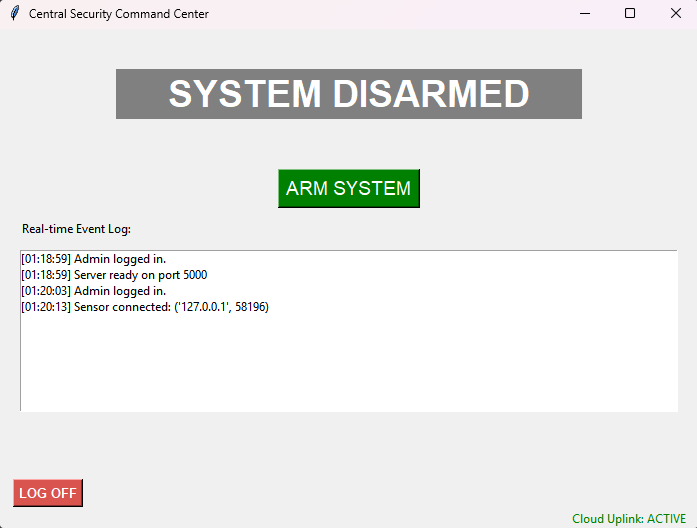 Central Security Command Center
SYSTEM DISARMED
ARM SYSTEM
Real-time Event Log:
[01:18:59] Admin logged in.
[01:18:59] Server ready on port 5000
[01:20:03] Admin logged in.
[01:20:13] Sensor connected: ('127.0.0.1', 58196)
LOG OFF
Cloud Uplink: ACTIVE